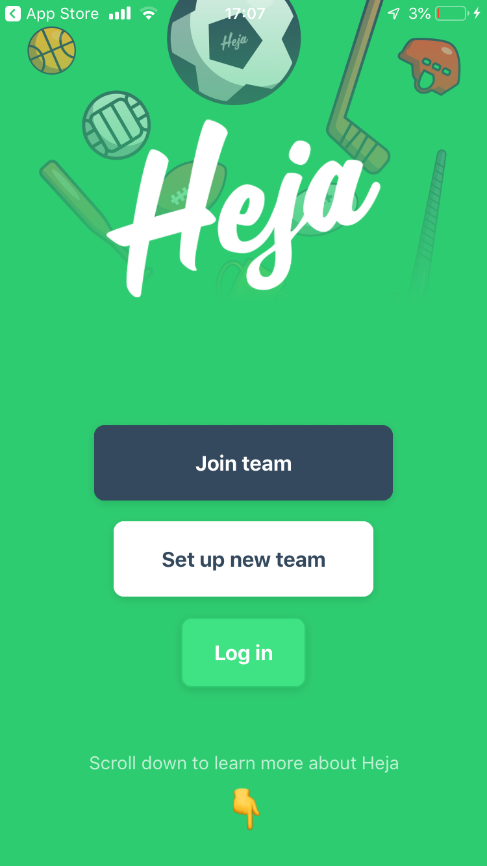 App Store 17:07 3%
Heja
Heja
Join team
Set up new team
Log in
Scroll down to learn more about Heja